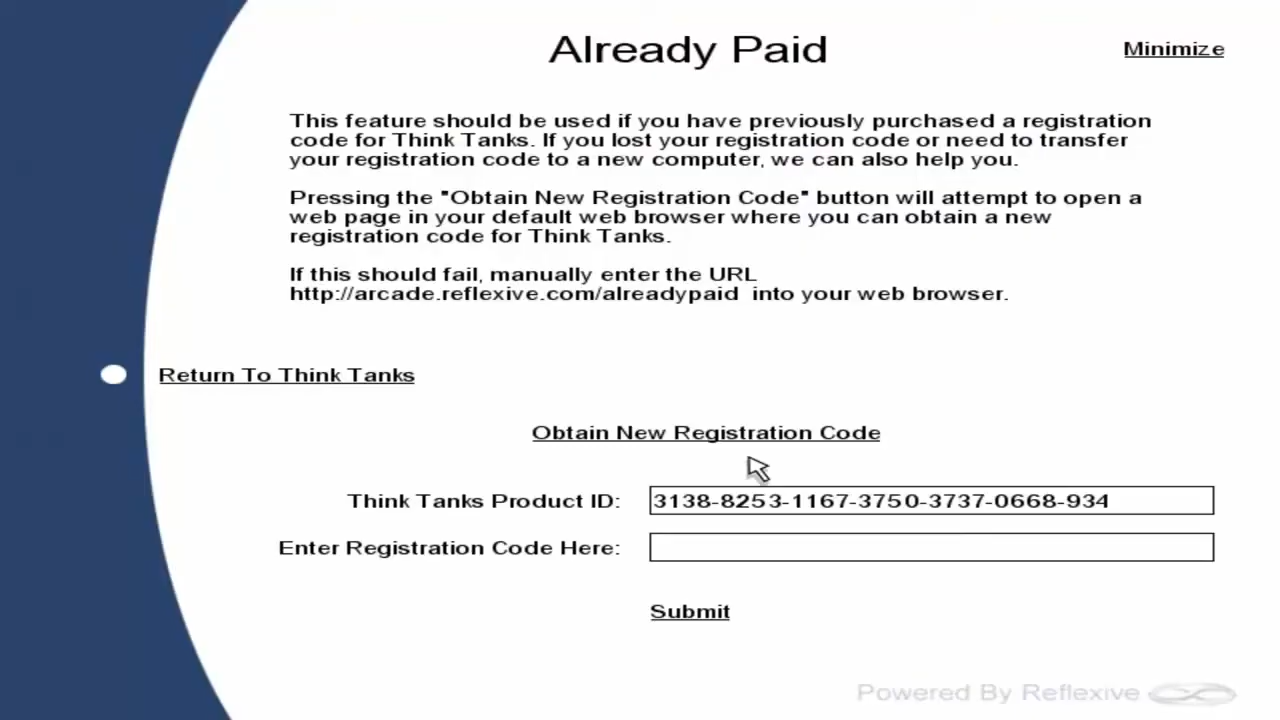 Already Paid
Minimize
This feature should be used if you have previously purchased a registration
code for Think Tanks. If you lost your registration code or need to transfer
your registration code to a new computer, we can also help you.
Pressing the "Obtain New Registration Code" button will attempt to open a
web page in your default web browser where you can obtain a new
registration code for Think Tanks.
If this should fail, manually enter the URL
http://arcade.reflexive.com/alreadypaid into your web browser.
Return To Think Tanks
Obtain New Registration Code
Think Tanks Product ID: 3138-8253-1167-3750-3737-0668-934
Enter Registration Code Here:
Submit
Powered By Reflexive